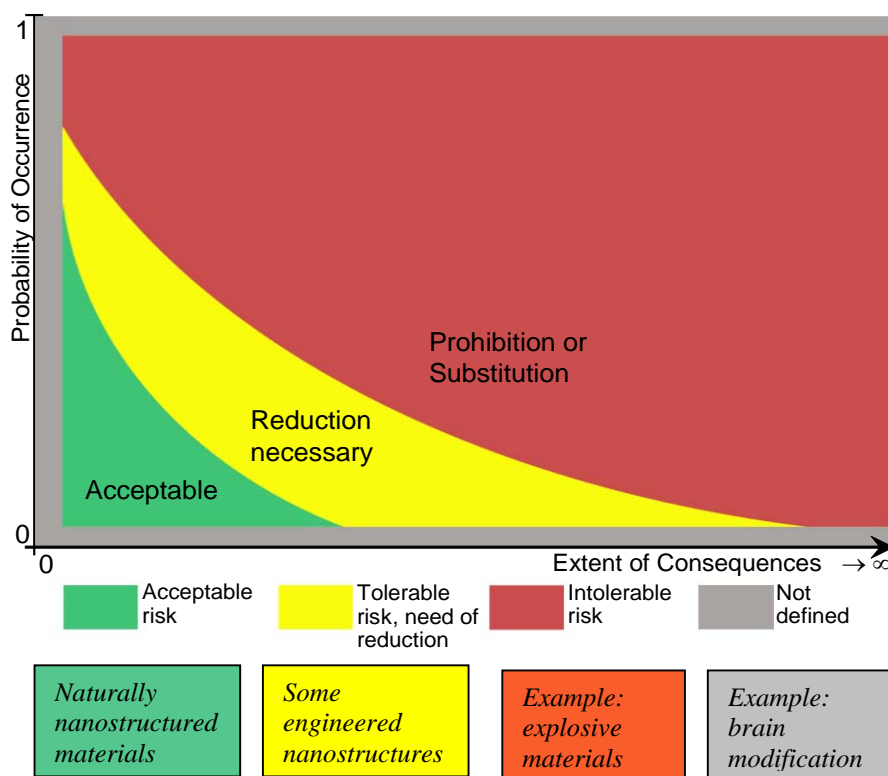 1
Probability of Occurrence
Prohibition or
Substitution
Reduction
necessary
Acceptable
0
0
Extent of Consequences → ∞
Acceptable
risk
Tolerable
risk, need of
reduction
Intolerable
risk
Not
defined
Naturally
nanostructured
materials
Some
engineered
nanostructures
Example:
explosive
materials
Example:
brain
modification